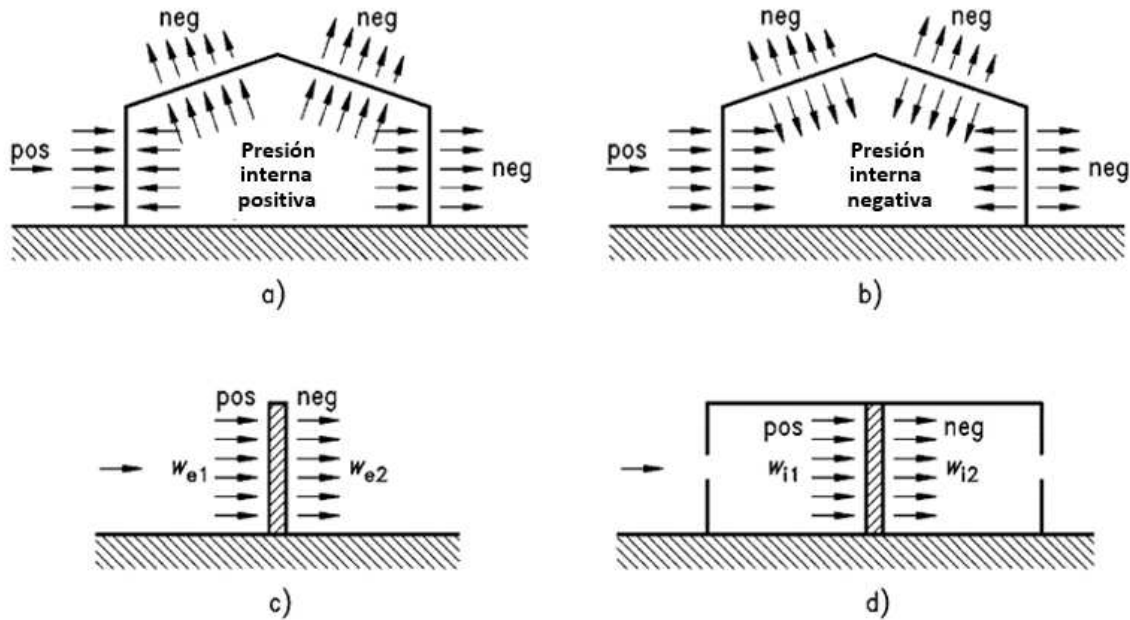 neg
neg
pos
Presión
interna
positiva
neg
a)
neg
neg
pos
Presión
interna
negativa
neg
b)
pos
neg
we1
we2
c)
pos
neg
wi1
wi2
d)